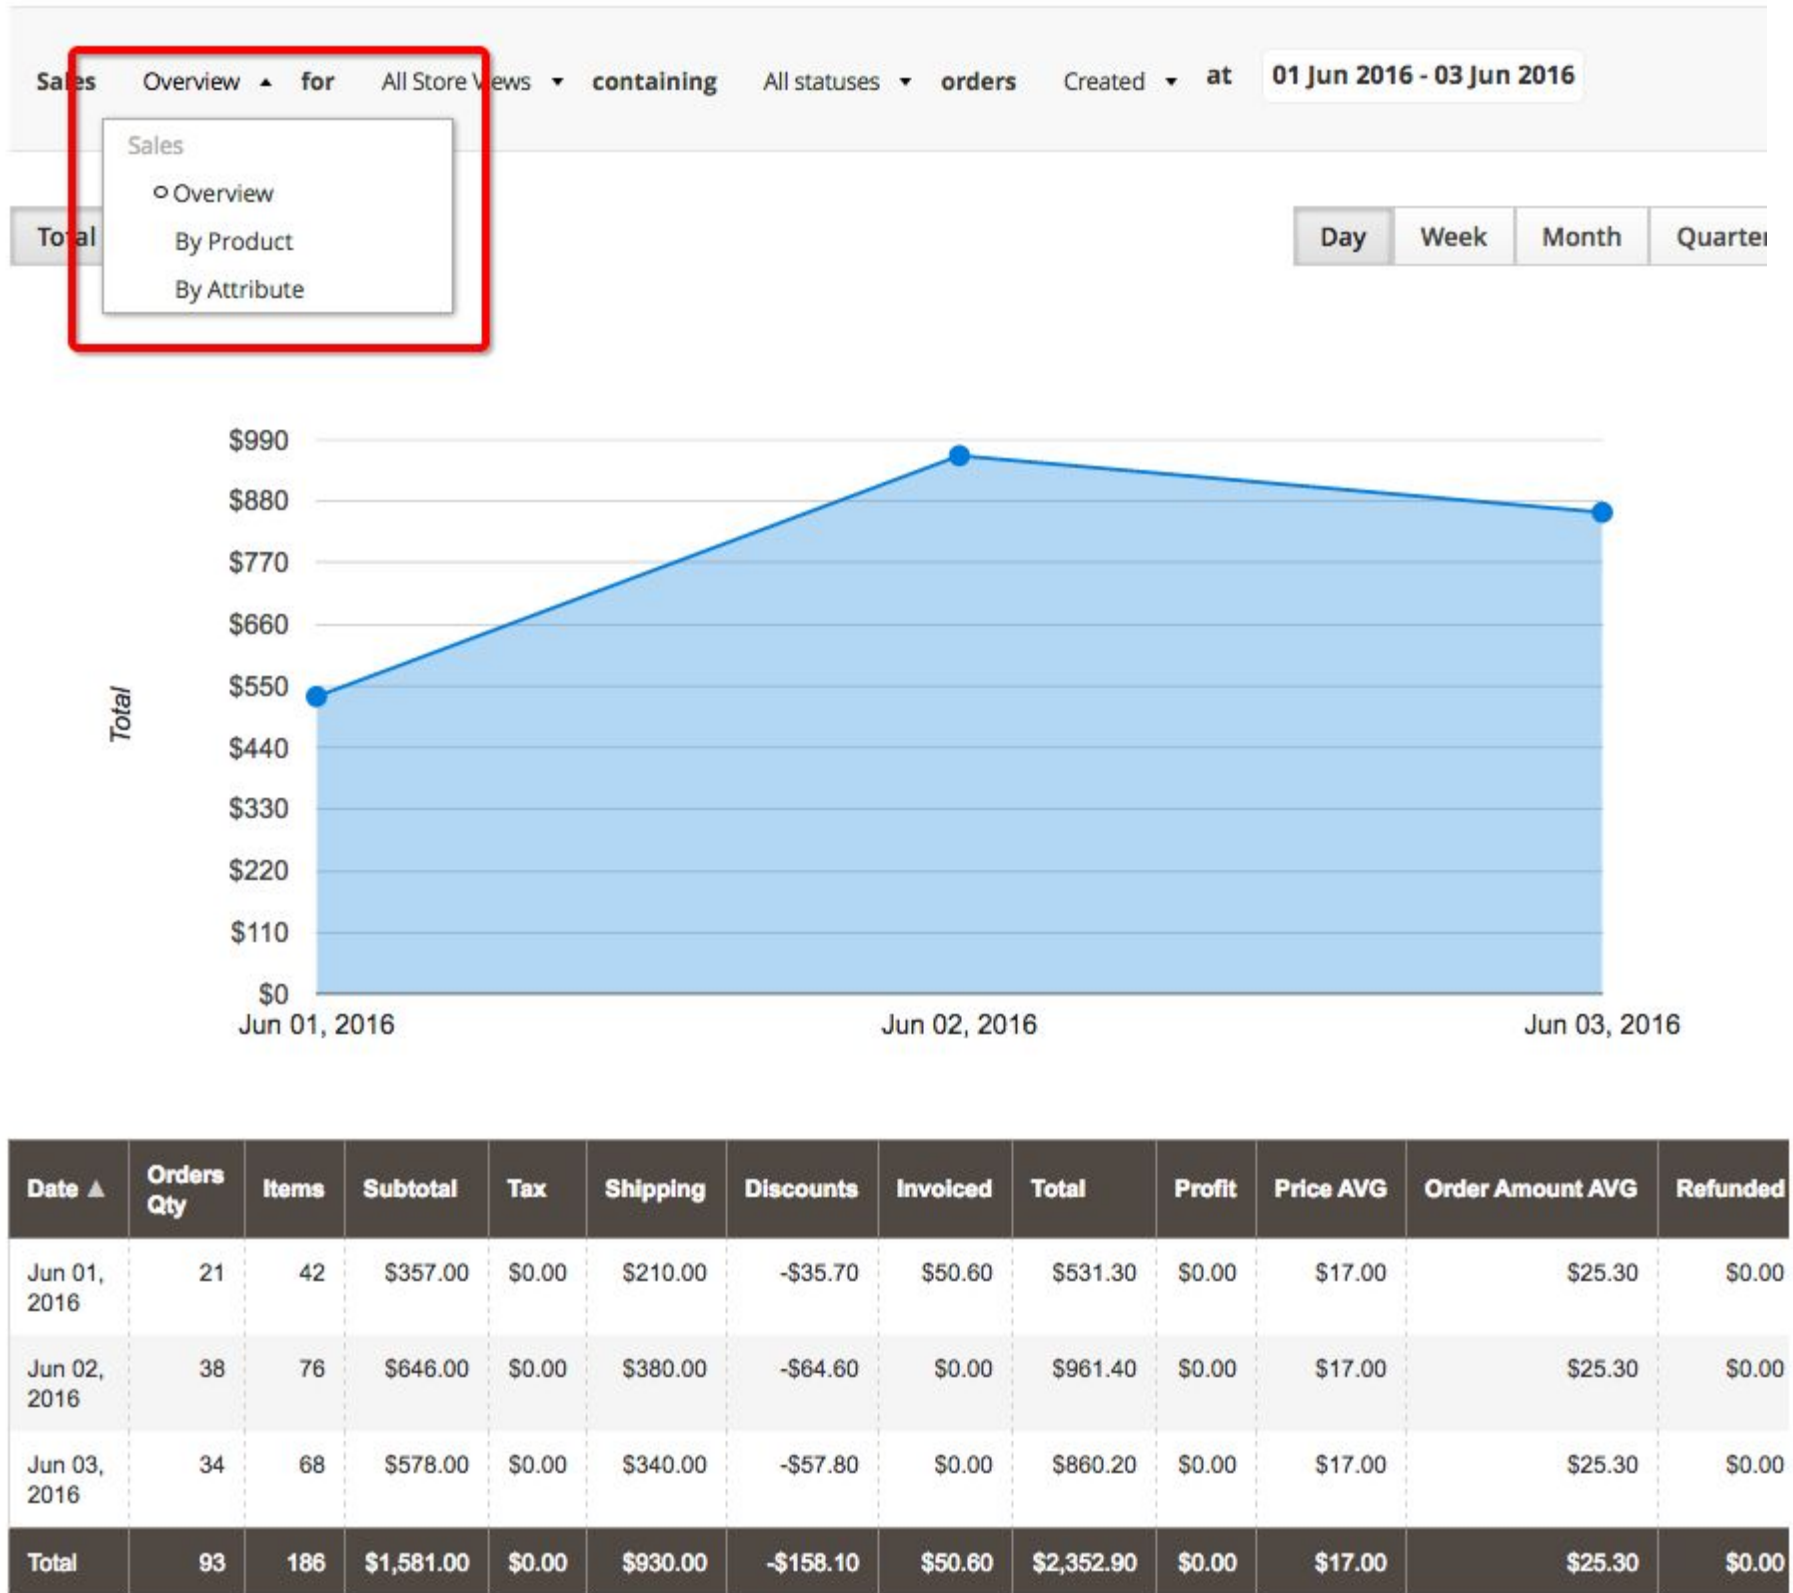 Sales Overview ▲ for All Store Views ▼ containing All statuses ▼ orders Created ▼ at 01 Jun 2016 - 03 Jun 2016
Sales
Overview
By Product
By Attribute
Total
Day Week Month Quarter
$990
$880
$770
$660
$550
$440
$330
$220
$110
$0
Total
Jun 01, 2016 Jun 02, 2016 Jun 03, 2016
Date ▲ Orders Qty Items Subtotal Tax Shipping Discounts Invoiced Total Profit Price AVG Order Amount AVG Refunded
Jun 01, 2016 21 42 $357.00 $0.00 $210.00 -$35.70 $50.60 $531.30 $0.00 $17.00 $25.30 $0.00
Jun 02, 2016 38 76 $646.00 $0.00 $380.00 -$64.60 $0.00 $961.40 $0.00 $17.00 $25.30 $0.00
Jun 03, 2016 34 68 $578.00 $0.00 $340.00 -$57.80 $0.00 $860.20 $0.00 $17.00 $25.30 $0.00
Total 93 186 $1,581.00 $0.00 $930.00 -$158.10 $50.60 $2,352.90 $0.00 $17.00 $25.30 $0.00